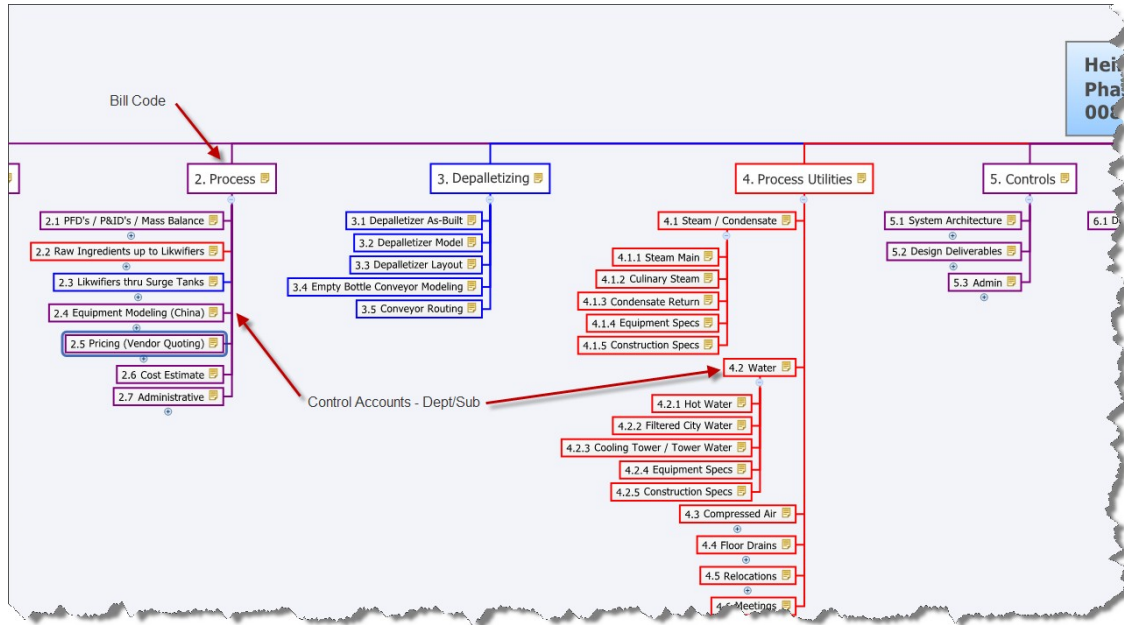 Bill Code
2. Process
2.1 PFD's / P&ID's / Mass Balance
2.2 Raw Ingredients up to Likwifiers
2.3 Likwifiers thru Surge Tanks
2.4 Equipment Modeling (China)
2.5 Pricing (Vendor Quoting)
2.6 Cost Estimate
2.7 Administrative
Control Accounts - Dept/Sub
3. Depalletizing
3.1 Depalletizer As-Built
3.2 Depalletizer Model
3.3 Depalletizer Layout
3.4 Empty Bottle Conveyor Modeling
3.5 Conveyor Routing
4. Process Utilities
4.1 Steam / Condensate
4.1.1 Steam Main
4.1.2 Culinary Steam
4.1.3 Condensate Return
4.1.4 Equipment Specs
4.1.5 Construction Specs
4.2 Water
4.2.1 Hot Water
4.2.2 Filtered City Water
4.2.3 Cooling Tower / Tower Water
4.2.4 Equipment Specs
4.2.5 Construction Specs
4.3 Compressed Air
4.4 Floor Drains
4.5 Relocations
4.6 Meetings
5. Controls
5.1 System Architecture
5.2 Design Deliverables
5.3 Admin
6.1